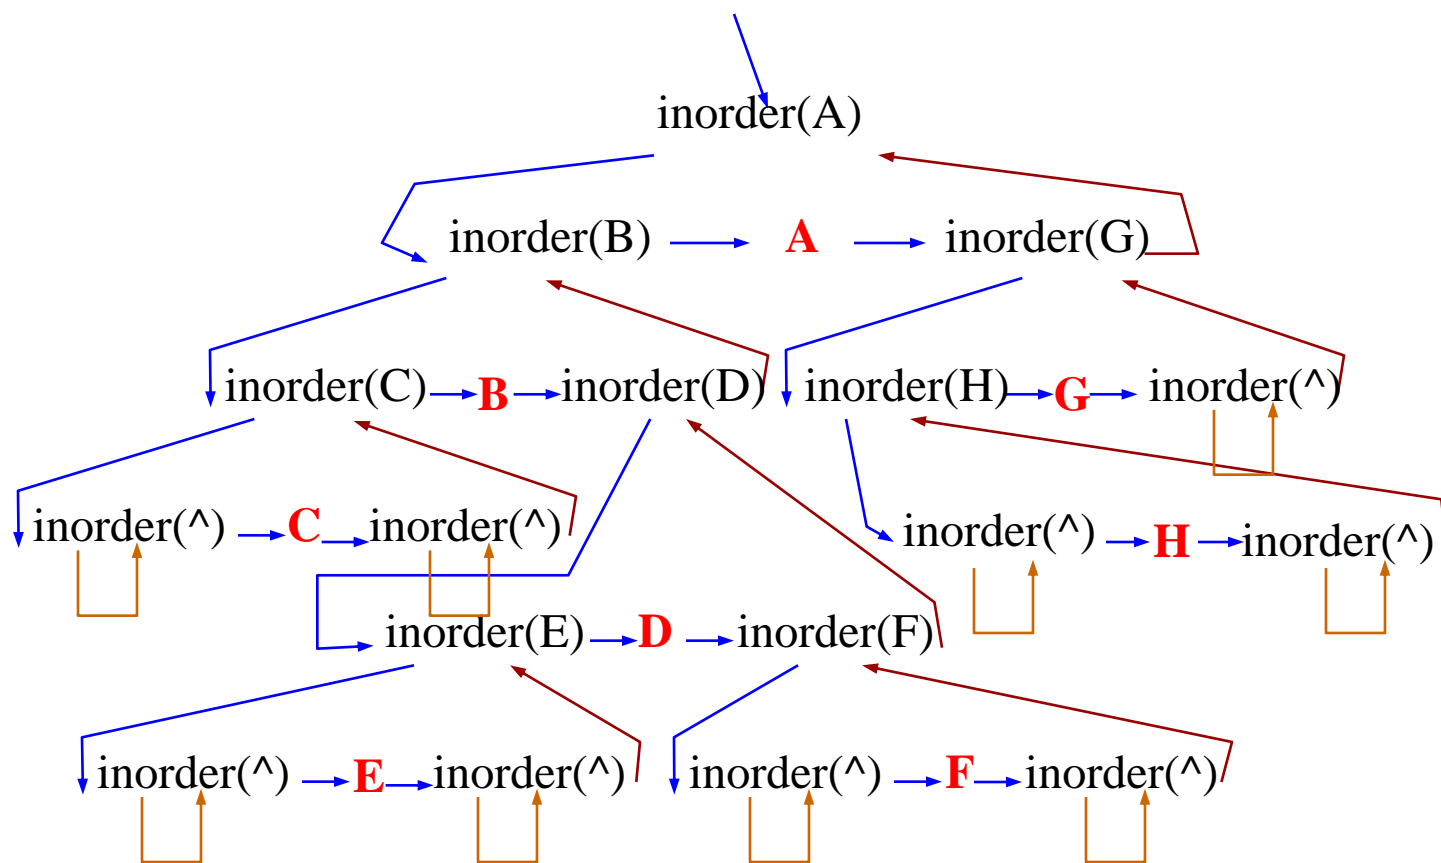 inorder(A)
inorder(B) A inorder(G)
inorder(C) B inorder(D) inorder(H) G inorder(^)
inorder(^) C inorder(^) inorder(^) H inorder(^)
inorder(E) D inorder(F)
inorder(^) E inorder(^) inorder(^) F inorder(^)